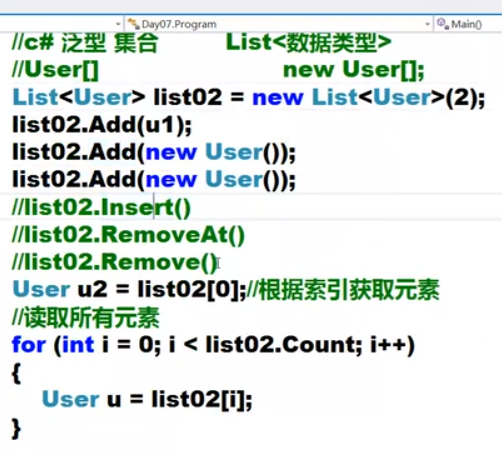 Day07.Program Main()
//c# 泛型 集合 List<数据类型>
//User[] new User[];
List<User> list02 = new List<User>(2);
list02.Add(u1);
list02.Add(new User());
list02.Add(new User());
//list02.Insert()
//list02.RemoveAt()
//list02.Remove()
User u2 = list02[0];//根据索引获取元素
//读取所有元素
for (int i = 0; i < list02.Count; i++)
{
User u = list02[i];
}